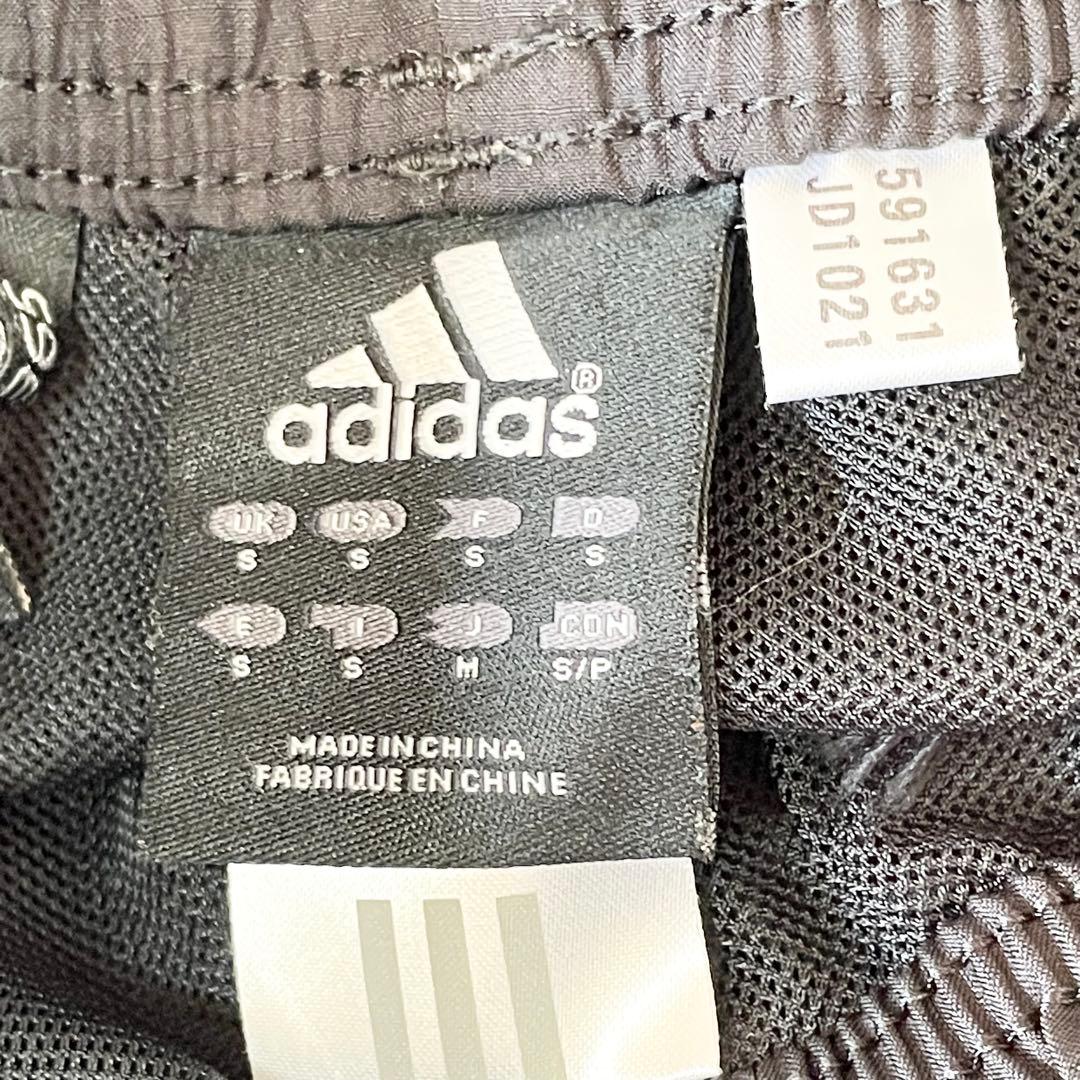 adidas®
UK USA F D
S S S S
E I J CON
S S M S/P
MADE IN CHINA
FABRIQUE EN CHINE
591631
JD1021